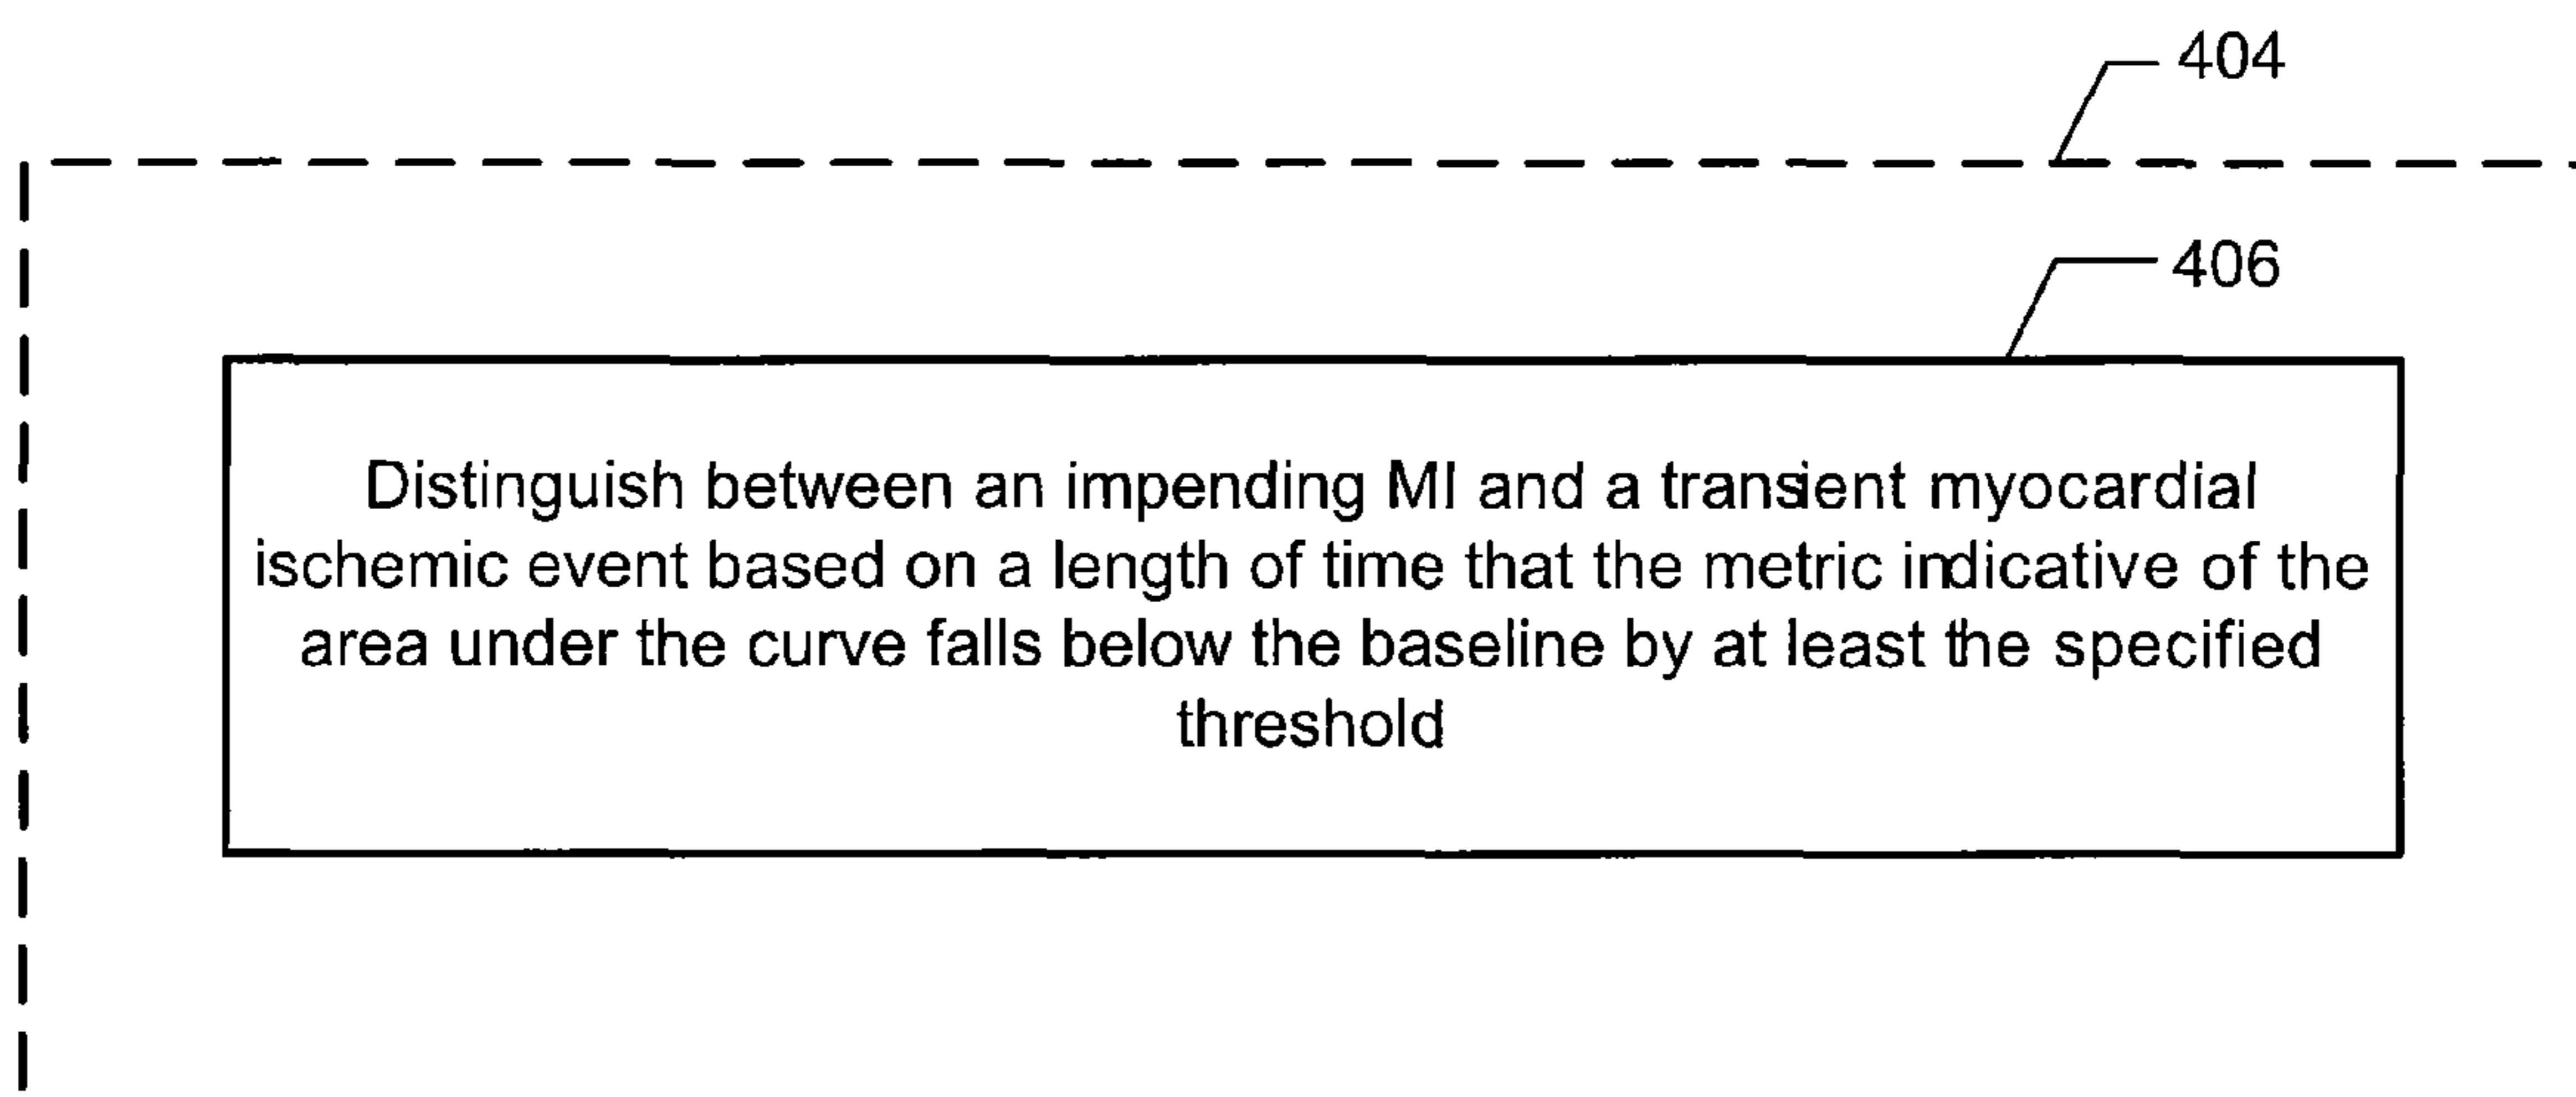 404
406
Distinguish between an impending MI and a transient myocardial
ischemic event based on a length of time that the metric indicative of the
area under the curve falls below the baseline by at least the specified
threshold